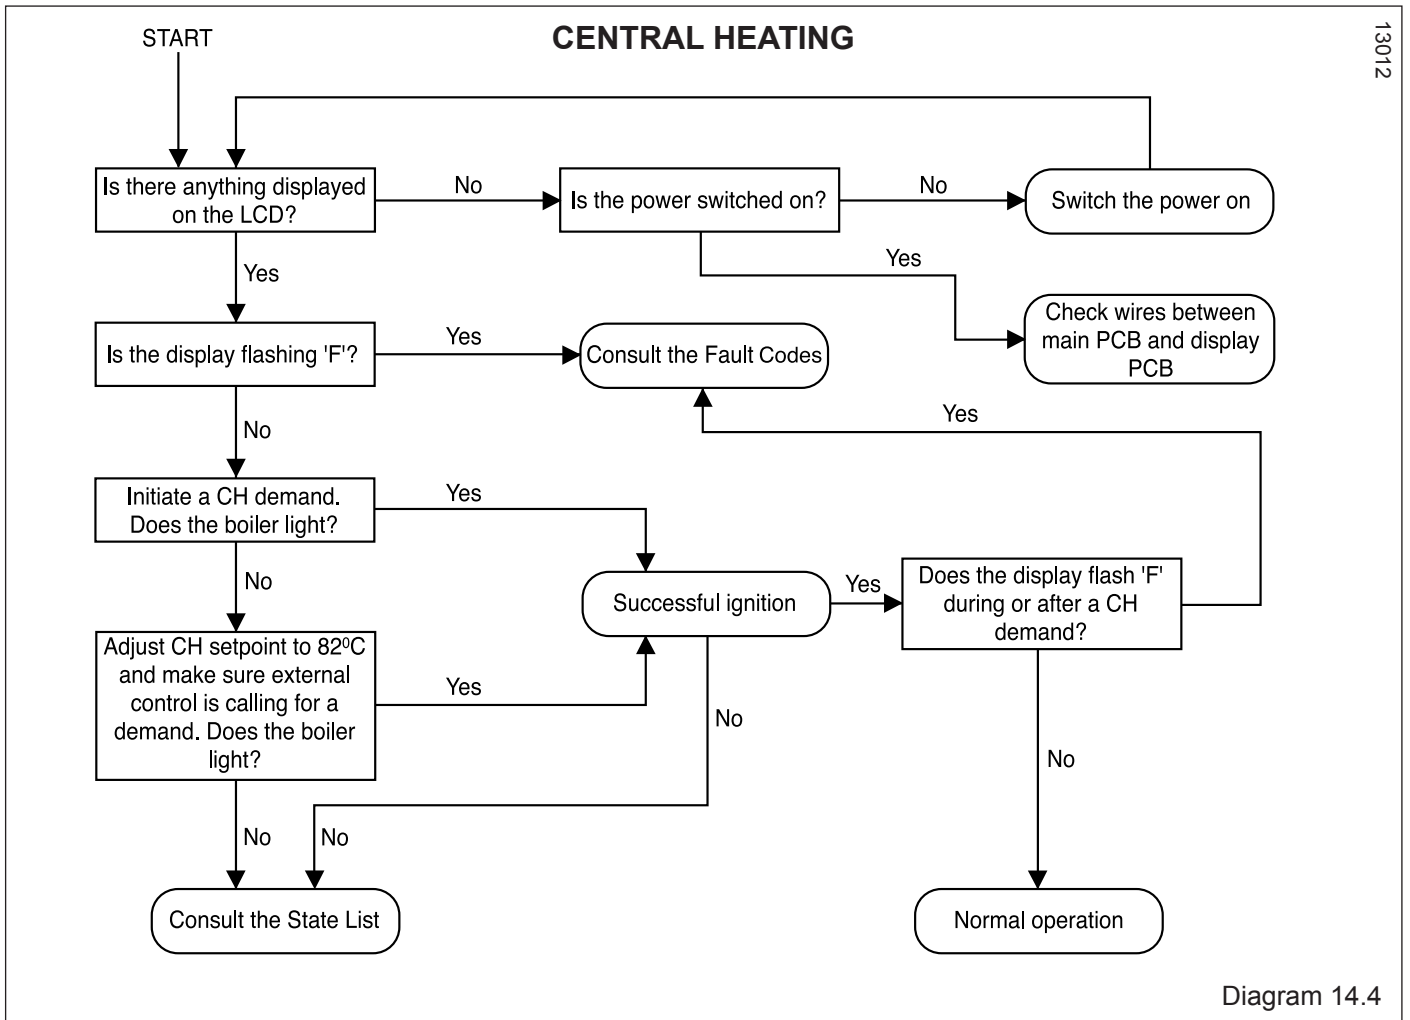 START
CENTRAL HEATING
13012
Is there anything displayed
on the LCD?
No
Is the power switched on?
No
Switch the power on
Yes
Yes
Check wires between
main PCB and display
PCB
Is the display flashing 'F'?
Yes
Consult the Fault Codes
No
Yes
Initiate a CH demand.
Does the boiler light?
Yes
No
Successful ignition
Yes
Does the display flash 'F'
during or after a CH
demand?
Adjust CH setpoint to 82⁰C
and make sure external
control is calling for a
demand. Does the boiler
light?
Yes
No
No
No
No
Consult the State List
Normal operation
Diagram 14.4